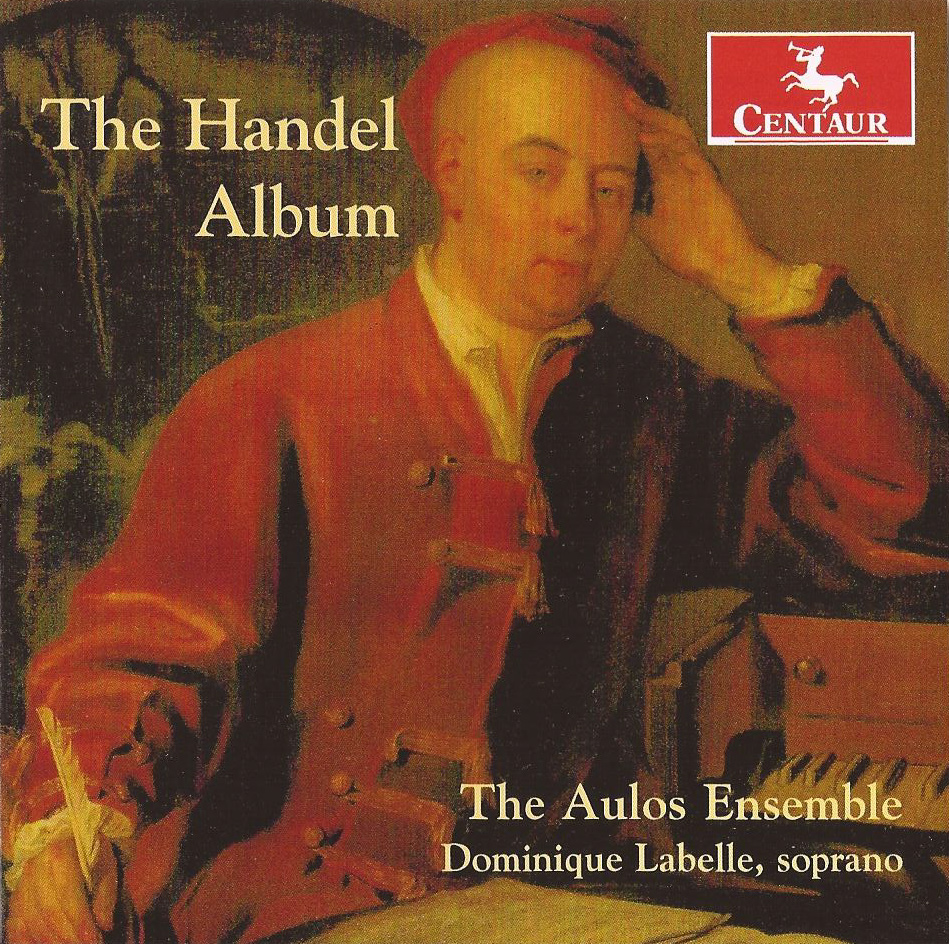 The Handel
Album
CENTAUR
The Aulos Ensemble
Dominique Labelle, soprano